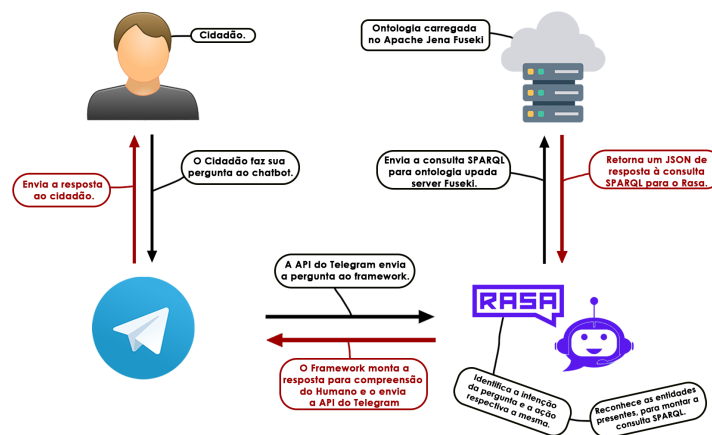 Cidadão.
Ontologia carregada
no Apache Jena Fuseki
O Cidadão faz sua
pergunta ao chatbot.
Envia a resposta
ao cidadão.
Envia a consulta SPARQL
para ontologia upada
server Fuseki.
Retorna um JSON de
resposta à consulta
SPARQL para o Rasa.
A API do Telegram envia
a pergunta ao framework.
RASA
O Framework monta a
resposta para compreensão
do Humano e o envia
a API do Telegram
Identifica a intenção
da pergunta e a ação
respectiva a mesma.
Reconhece as entidades
presentes, para montar a
consulta SPARQL.